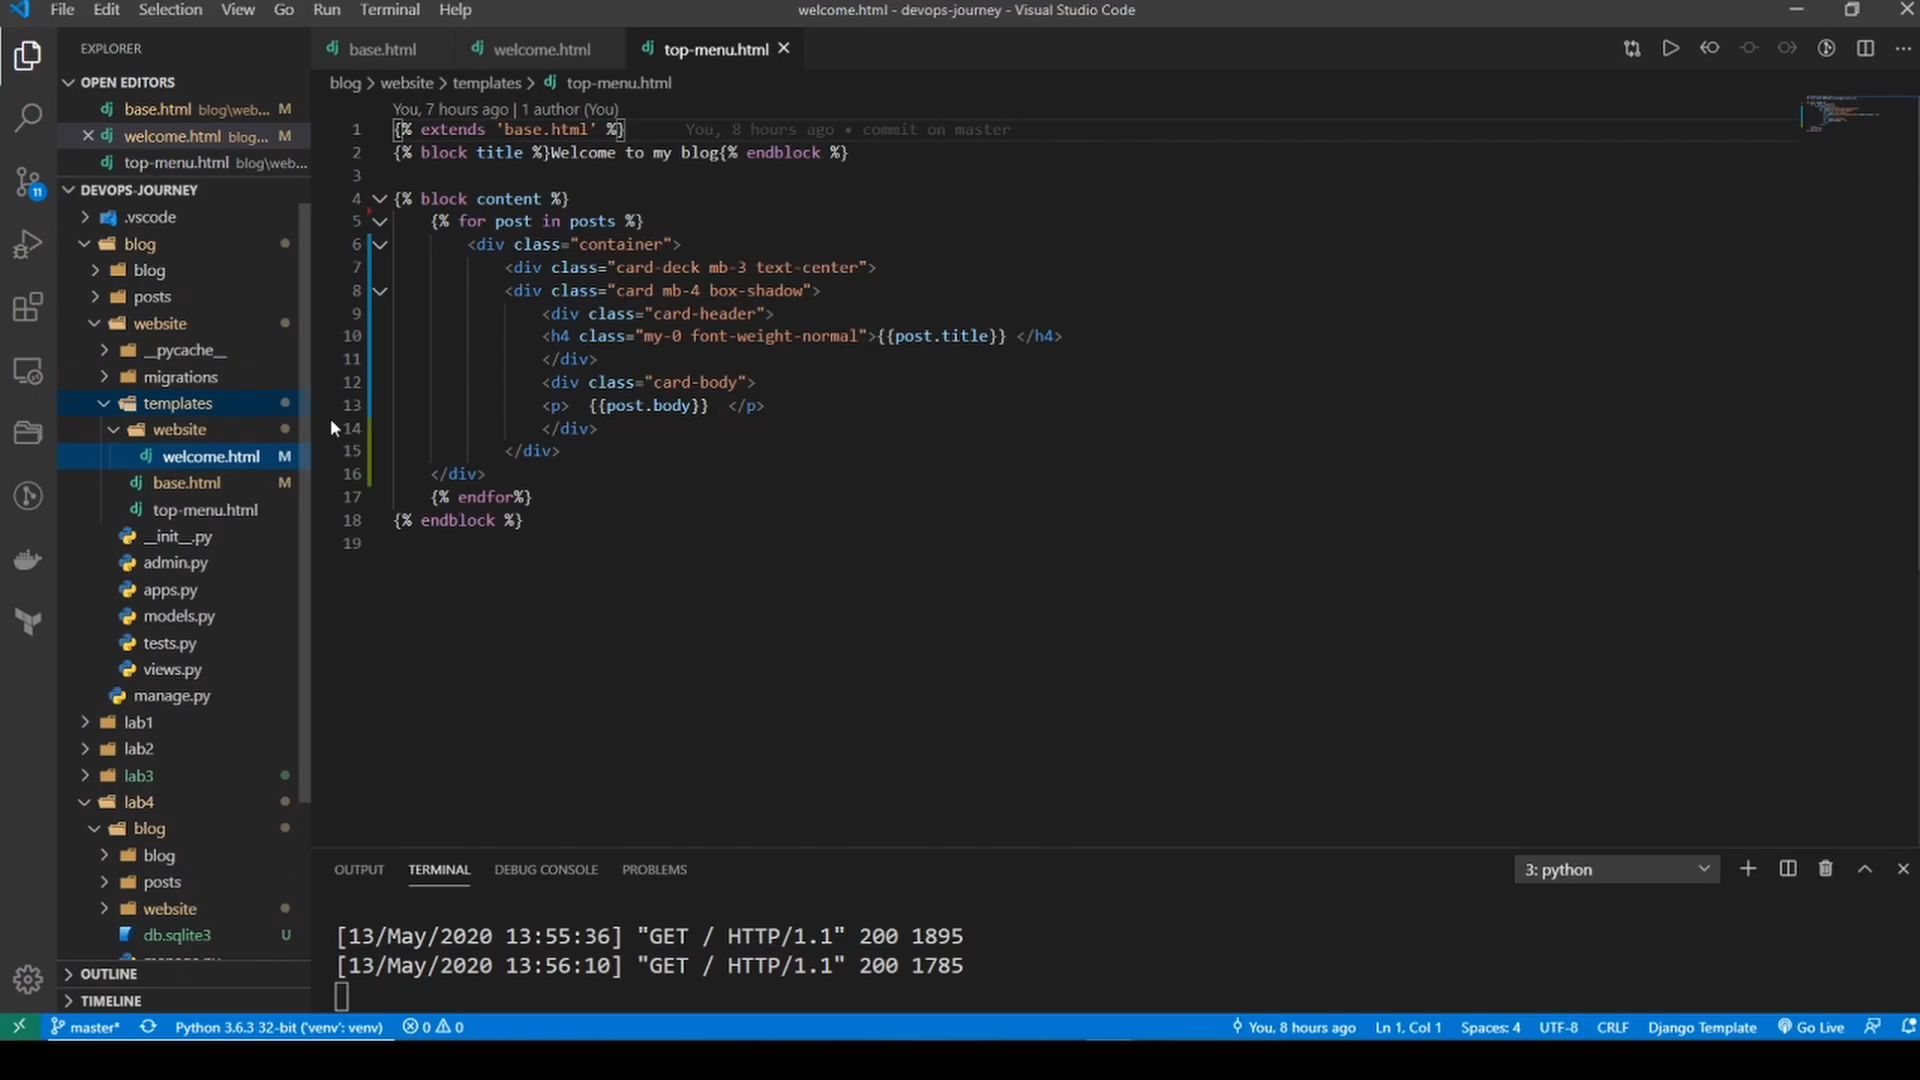 File Edit Selection View Go Run Terminal Help
welcome.html - devops-journey - Visual Studio Code
EXPLORER
OPEN EDITORS
base.html blog\web... M
welcome.html blog... M
top-menu.html blog\web...
DEVOPS-JOURNEY
.vscode
blog
blog
posts
website
__pycache__
migrations
templates
website
welcome.html M
base.html M
top-menu.html
__init__.py
admin.py
apps.py
models.py
tests.py
views.py
manage.py
lab1
lab2
lab3
lab4
blog
blog
posts
website
db.sqlite3 U
OUTLINE
TIMELINE
11
base.html welcome.html top-menu.html
blog > website > templates > top-menu.html
You, 7 hours ago | 1 author (You)
1 {% extends 'base.html' %} You, 8 hours ago • commit on master
2 {% block title %}Welcome to my blog{% endblock %}
3
4 {% block content %}
5 {% for post in posts %}
6 <div class="container">
7 <div class="card-deck mb-3 text-center">
8 <div class="card mb-4 box-shadow">
9 <div class="card-header">
10 <h4 class="my-0 font-weight-normal">{{post.title}} </h4>
11 </div>
12 <div class="card-body">
13 <p> {{post.body}} </p>
14 </div>
15 </div>
16 </div>
17 {% endfor%}
18 {% endblock %}
19
OUTPUT TERMINAL DEBUG CONSOLE PROBLEMS
3: python
[13/May/2020 13:55:36] "GET / HTTP/1.1" 200 1895
[13/May/2020 13:56:10] "GET / HTTP/1.1" 200 1785
master* Python 3.6.3 32-bit ('venv': venv) 0 0 You, 8 hours ago Ln 1, Col 1 Spaces: 4 UTF-8 CRLF Django Template Go Live